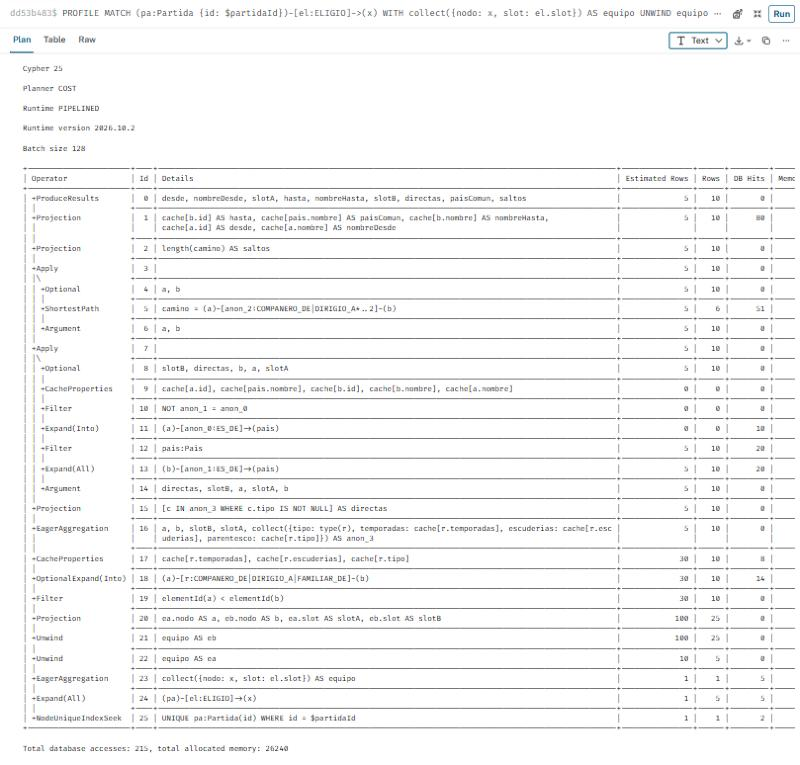 dd53b483$ PROFILE MATCH (pa:Partida {id: $partidaId})-[el:ELIGIO]->(x) WITH collect({nodo: x, slot: el.slot}) AS equipo UNWIND equipo ... Run
Plan Table Raw Text
Cypher 25
Planner COST
Runtime PIPELINED
Runtime version 2026.10.2
Batch size 128
| Operator | Id | Details | Estimated Rows | Rows | DB Hits | Memo
| +ProduceResults | 0 | desde, nombreDesde, slotA, hasta, nombreHasta, slotB, directas, paisComun, saltos | 5 | 10 | 0 |
| +Projection | 1 | cache[b.id] AS hasta, cache[pais.nombre] AS paisComun, cache[b.nombre] AS nombreHasta, | 5 | 10 | 80 |
cache[a.id] AS desde, cache[a.nombre] AS nombreDesde
| +Projection | 2 | length(camino) AS saltos | 5 | 10 | 0 |
| +Apply | 3 | | 5 | 10 | 0 |
| +Optional | 4 | a, b | 5 | 10 | 0 |
| +ShortestPath | 5 | camino = (a)-[anon_2:COMPANERO_DE|DIRIGIO_A*..2]-(b) | 5 | 6 | 51 |
| +Argument | 6 | a, b | 5 | 10 | 0 |
| +Apply | 7 | | 5 | 10 | 0 |
| +Optional | 8 | slotB, directas, b, a, slotA | 5 | 10 | 0 |
| +CacheProperties | 9 | cache[a.id], cache[pais.nombre], cache[b.id], cache[b.nombre], cache[a.nombre] | 0 | 0 | 0 |
| +Filter | 10 | NOT anon_1 = anon_0 | 0 | 0 | 0 |
| +Expand(Into) | 11 | (a)-[anon_0:ES_DE]->(pais) | 0 | 0 | 10 |
| +Filter | 12 | pais:Pais | 5 | 10 | 20 |
| +Expand(All) | 13 | (b)-[anon_1:ES_DE]->(pais) | 5 | 10 | 20 |
| +Argument | 14 | directas, slotB, a, slotA, b | 5 | 10 | 0 |
| +Projection | 15 | [c IN anon_3 WHERE c.tipo IS NOT NULL] AS directas | 5 | 10 | 0 |
| +EagerAggregation | 16 | a, b, slotB, slotA, collect({tipo: type(r), temporadas: cache[r.temporadas], escuderias: cache[r.esc | 5 | 10 | 0 |
uderias], parentesco: cache[r.tipo]}) AS anon_3
| +CacheProperties | 17 | cache[r.temporadas], cache[r.escuderias], cache[r.tipo] | 30 | 10 | 8 |
| +OptionalExpand(Into) | 18 | (a)-[r:COMPANERO_DE|DIRIGIO_A|FAMILIAR_DE]-(b) | 30 | 10 | 14 |
| +Filter | 19 | elementId(a) < elementId(b) | 30 | 10 | 0 |
| +Projection | 20 | ea.nodo AS a, eb.nodo AS b, ea.slot AS slotA, eb.slot AS slotB | 100 | 25 | 0 |
| +Unwind | 21 | equipo AS eb | 100 | 25 | 0 |
| +Unwind | 22 | equipo AS ea | 10 | 5 | 0 |
| +EagerAggregation | 23 | collect({node: x, slot: el.slot}) AS equipo | 1 | 1 | 5 |
| +Expand(All) | 24 | (pa)-[el:ELIGIO]->(x) | 1 | 5 | 5 |
| +NodeUniqueIndexSeek | 25 | UNIQUE pa:Partida(id) WHERE id = $partidaId | 1 | 1 | 2 |
Total database accesses: 215, total allocated memory: 26240